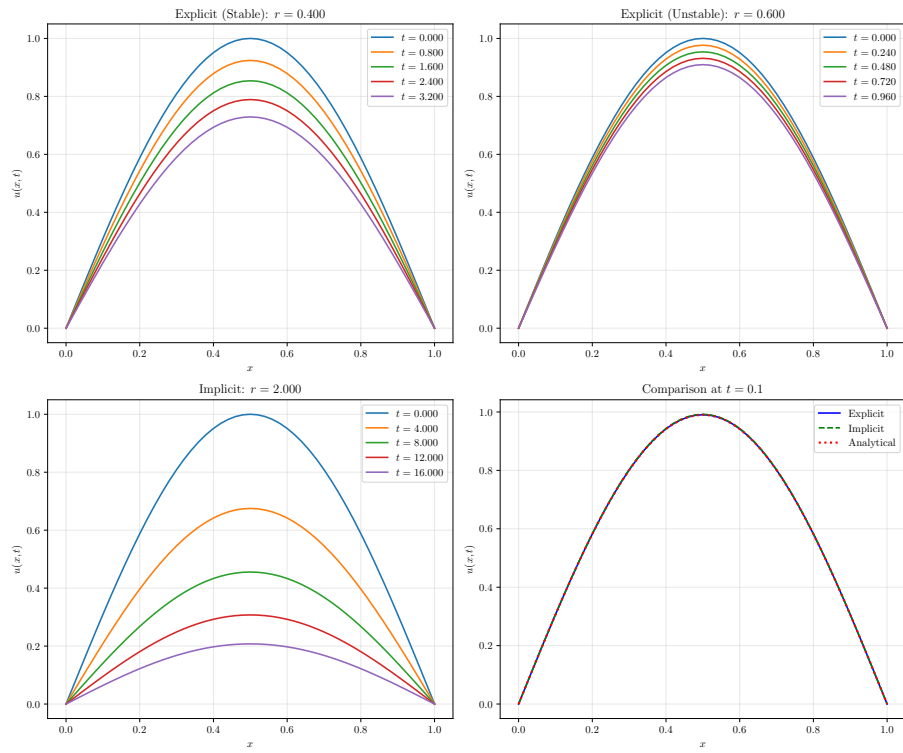 Explicit (Stable): r = 0.400
u(x, t)
1.0
0.8
0.6
0.4
0.2
0.0
0.0 0.2 0.4 0.6 0.8 1.0
x
t = 0.000
t = 0.800
t = 1.600
t = 2.400
t = 3.200
Explicit (Unstable): r = 0.600
u(x, t)
1.0
0.8
0.6
0.4
0.2
0.0
0.0 0.2 0.4 0.6 0.8 1.0
x
t = 0.000
t = 0.240
t = 0.480
t = 0.720
t = 0.960
Implicit: r = 2.000
u(x, t)
1.0
0.8
0.6
0.4
0.2
0.0
0.0 0.2 0.4 0.6 0.8 1.0
x
t = 0.000
t = 4.000
t = 8.000
t = 12.000
t = 16.000
Comparison at t = 0.1
u(x, t)
1.0
0.8
0.6
0.4
0.2
0.0
0.0 0.2 0.4 0.6 0.8 1.0
x
Explicit
Implicit
Analytical